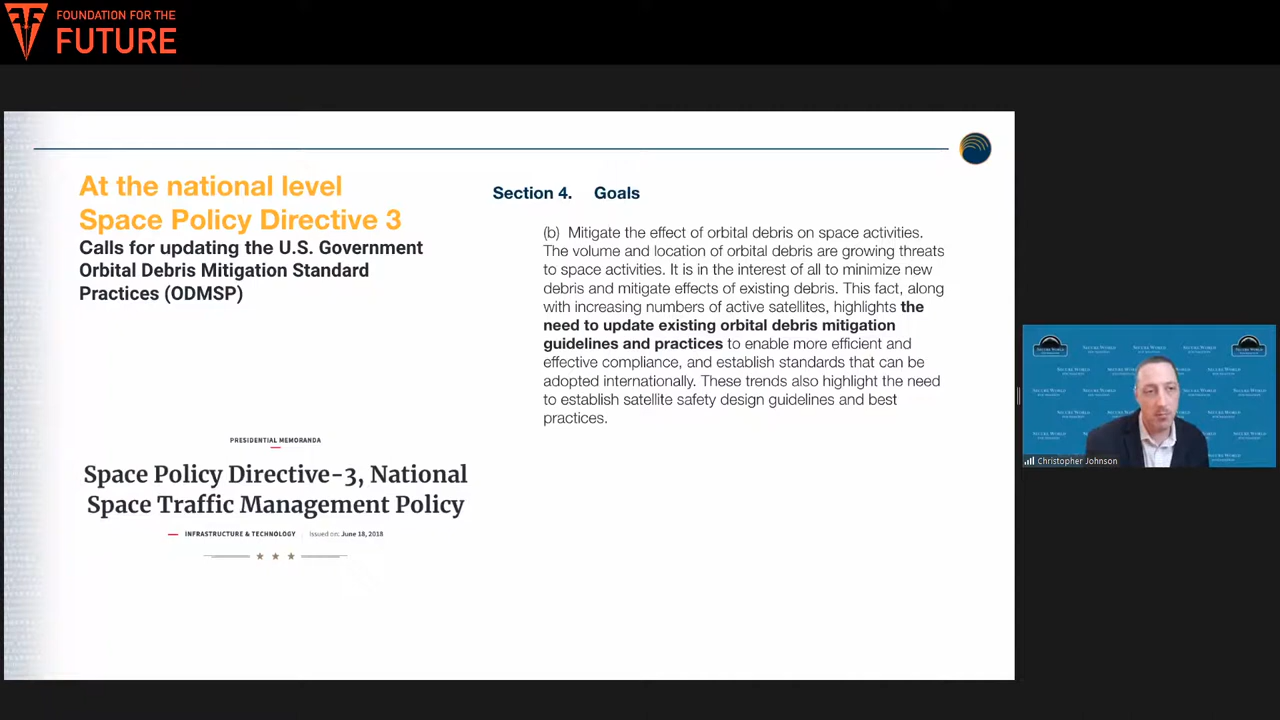 FOUNDATION FOR THE
FUTURE
At the national level
Space Policy Directive 3
Calls for updating the U.S. Government
Orbital Debris Mitigation Standard
Practices (ODMSP)
PRESIDENTIAL MEMORANDA
Space Policy Directive-3, National
Space Traffic Management Policy
INFRASTRUCTURE & TECHNOLOGY Issued on: June 18, 2018
Section 4. Goals
(b) Mitigate the effect of orbital debris on space activities.
The volume and location of orbital debris are growing threats
to space activities. It is in the interest of all to minimize new
debris and mitigate effects of existing debris. This fact, along
with increasing numbers of active satellites, highlights the
need to update existing orbital debris mitigation
guidelines and practices to enable more efficient and
effective compliance, and establish standards that can be
adopted internationally. These trends also highlight the need
to establish satellite safety design guidelines and best
practices.
SECURE WORLD
Christopher Johnson